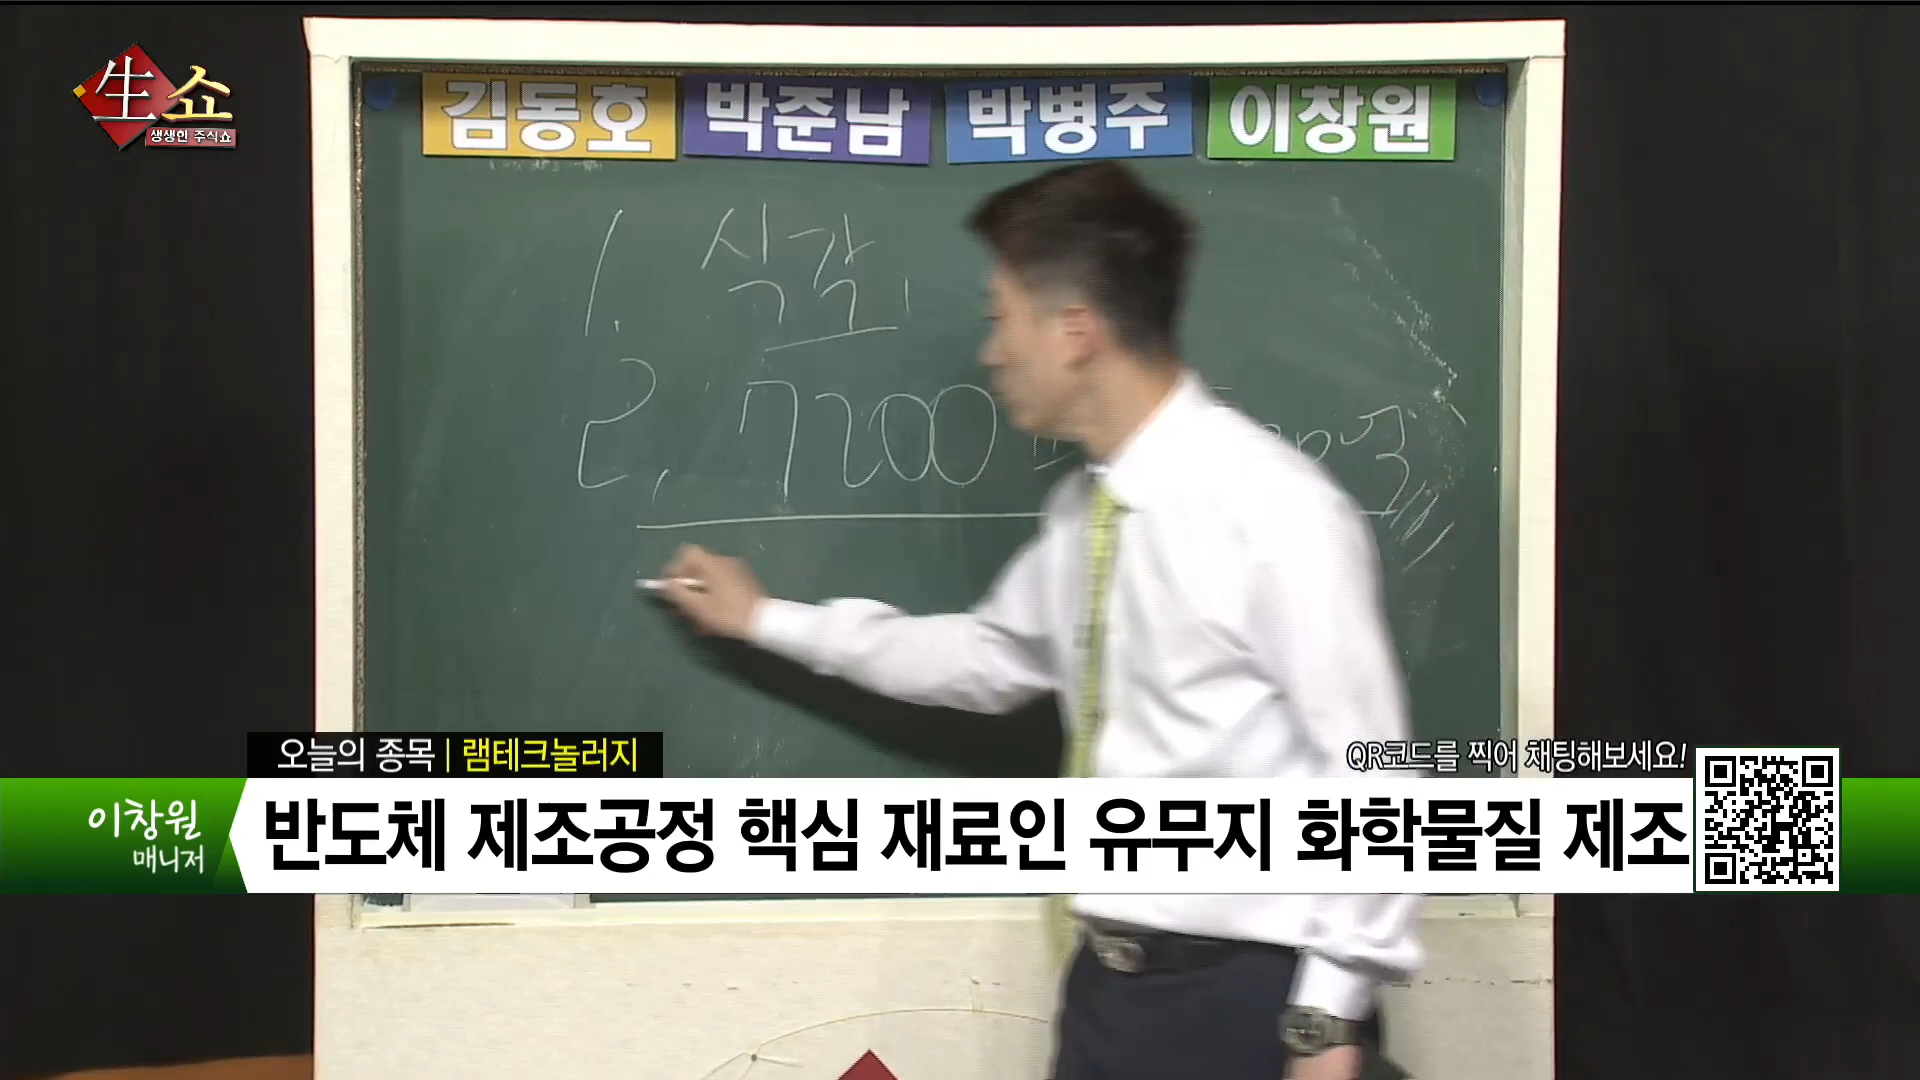 生쇼
생생한 주식쇼
김동호 박준남 박병주 이창원
1. 식각
2, 7200
오늘의 종목 | 램테크놀러지
QR코드를 찍어 채팅해보세요!
이창원
매니저
반도체 제조공정 핵심 재료인 유무지 화학물질 제조